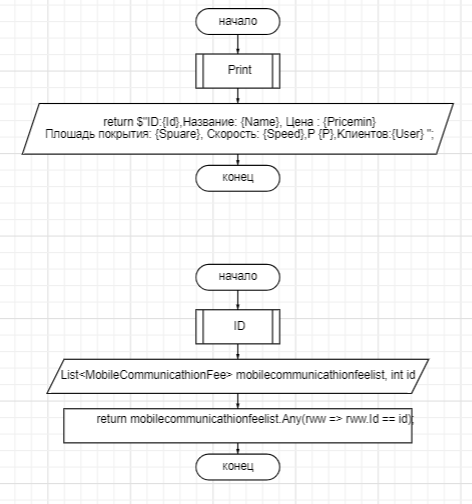 начало
Print
return $"ID:{Id},Название: {Name}, Цена : {Pricemin}
Плошадь покрытия: {Spuare}, Скорость: {Speed},P {P},Клиентов:{User} ";
конец
начало
ID
List<MobileCommunicathionFee> mobilecommunicathionfeelist, int id
return mobilecommunicathionfeelist.Any(rww => rww.Id == id);
конец